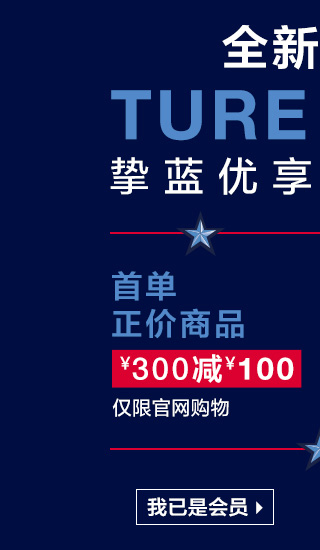 全新
TURE
挚蓝优享
首单
正价商品
¥300减¥100
仅限官网购物
我已是会员